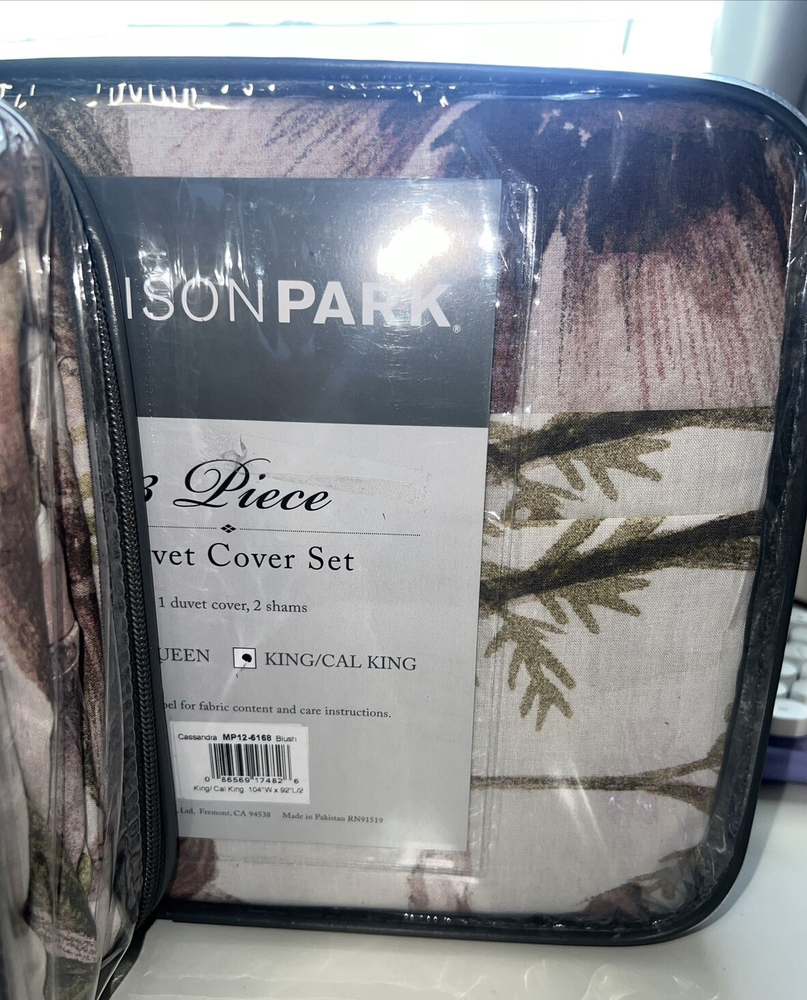 ISONPARK®
3 Piece
vet Cover Set
1 duvet cover, 2 shams
UEEN KING/CAL KING
bel for fabric content and care instructions.
Cassandra MP12-6168 Blush
0 86569 17482 6
King/ Cal King 104"W x 92"L/2
Ltd. Fremont, CA 94538 Made in Pakistan RN91519